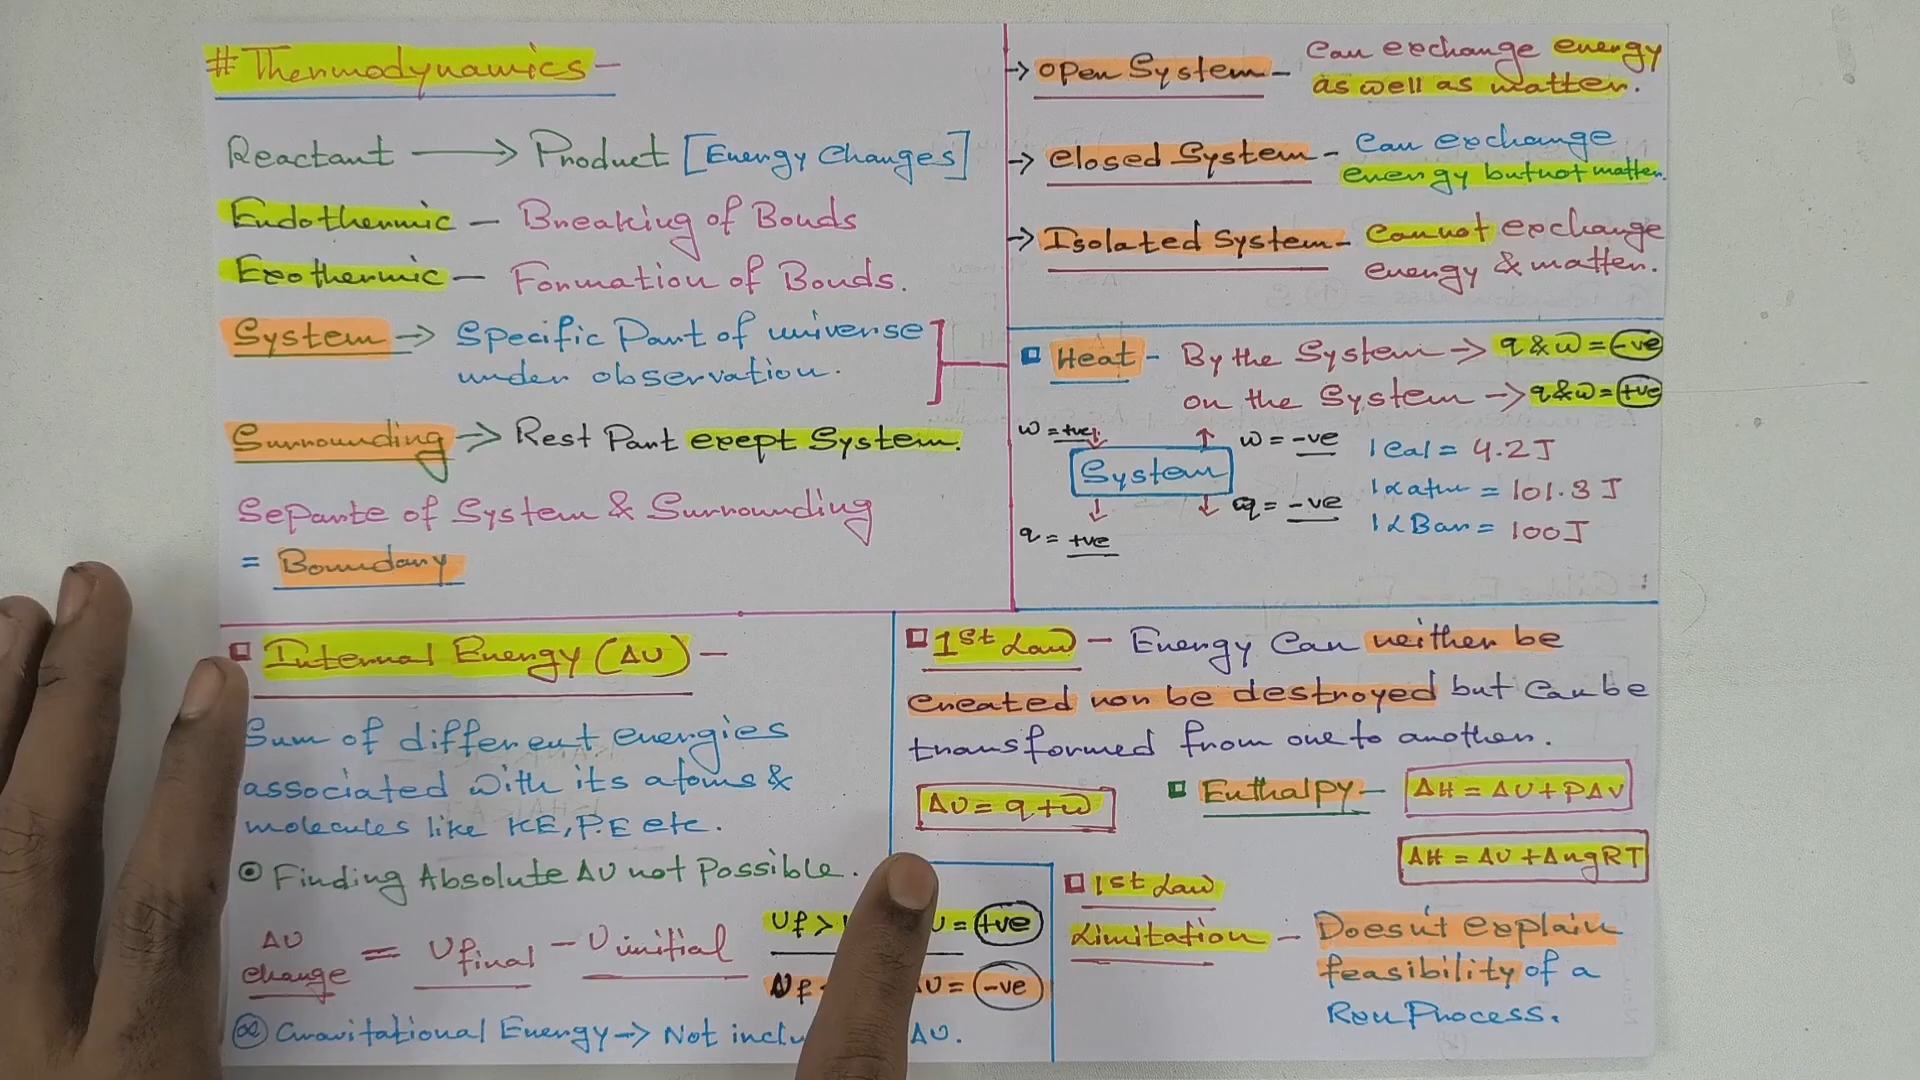 # Thermodynamics -
Reactant → Product [Energy Changes]
Endothermic - Breaking of Bonds
Exothermic - Formation of Bonds.
System → Specific Part of universe
under observation.
Surrounding → Rest Part exept System.
Separate of System & Surrounding
= Boundary
→ Open System - Can exchange energy
as well as matter.
→ Closed System - Can exchange
energy but not matter.
→ Isolated System - Cannot exchange
energy & matter.
Heat - By the System → q & w = -ve
on the System → q & w = +ve
w = +ve
w = -ve
System
q = +ve
q = -ve
1 Cal = 4.2 J
1 L atm = 101.3 J
1 L Bar = 100 J
Internal Energy (ΔU) -
Sum of different energies
associated with its atoms &
molecules like KE, P.E etc.
Finding Absolute ΔU not Possible.
ΔU change = U final - U initial
Uf > U = +ve
Uf U = -ve
Gravitational Energy → Not ΔU.
1st Law - Energy Can neither be
created nor be destroyed but Can be
transformed from one to another.
ΔU = q + w
Enthalpy - ΔH = ΔU + PΔV
ΔH = ΔU + ΔngRT
1st Law
Limitation - Doesn't explain
feasibility of a
Rxn Process.